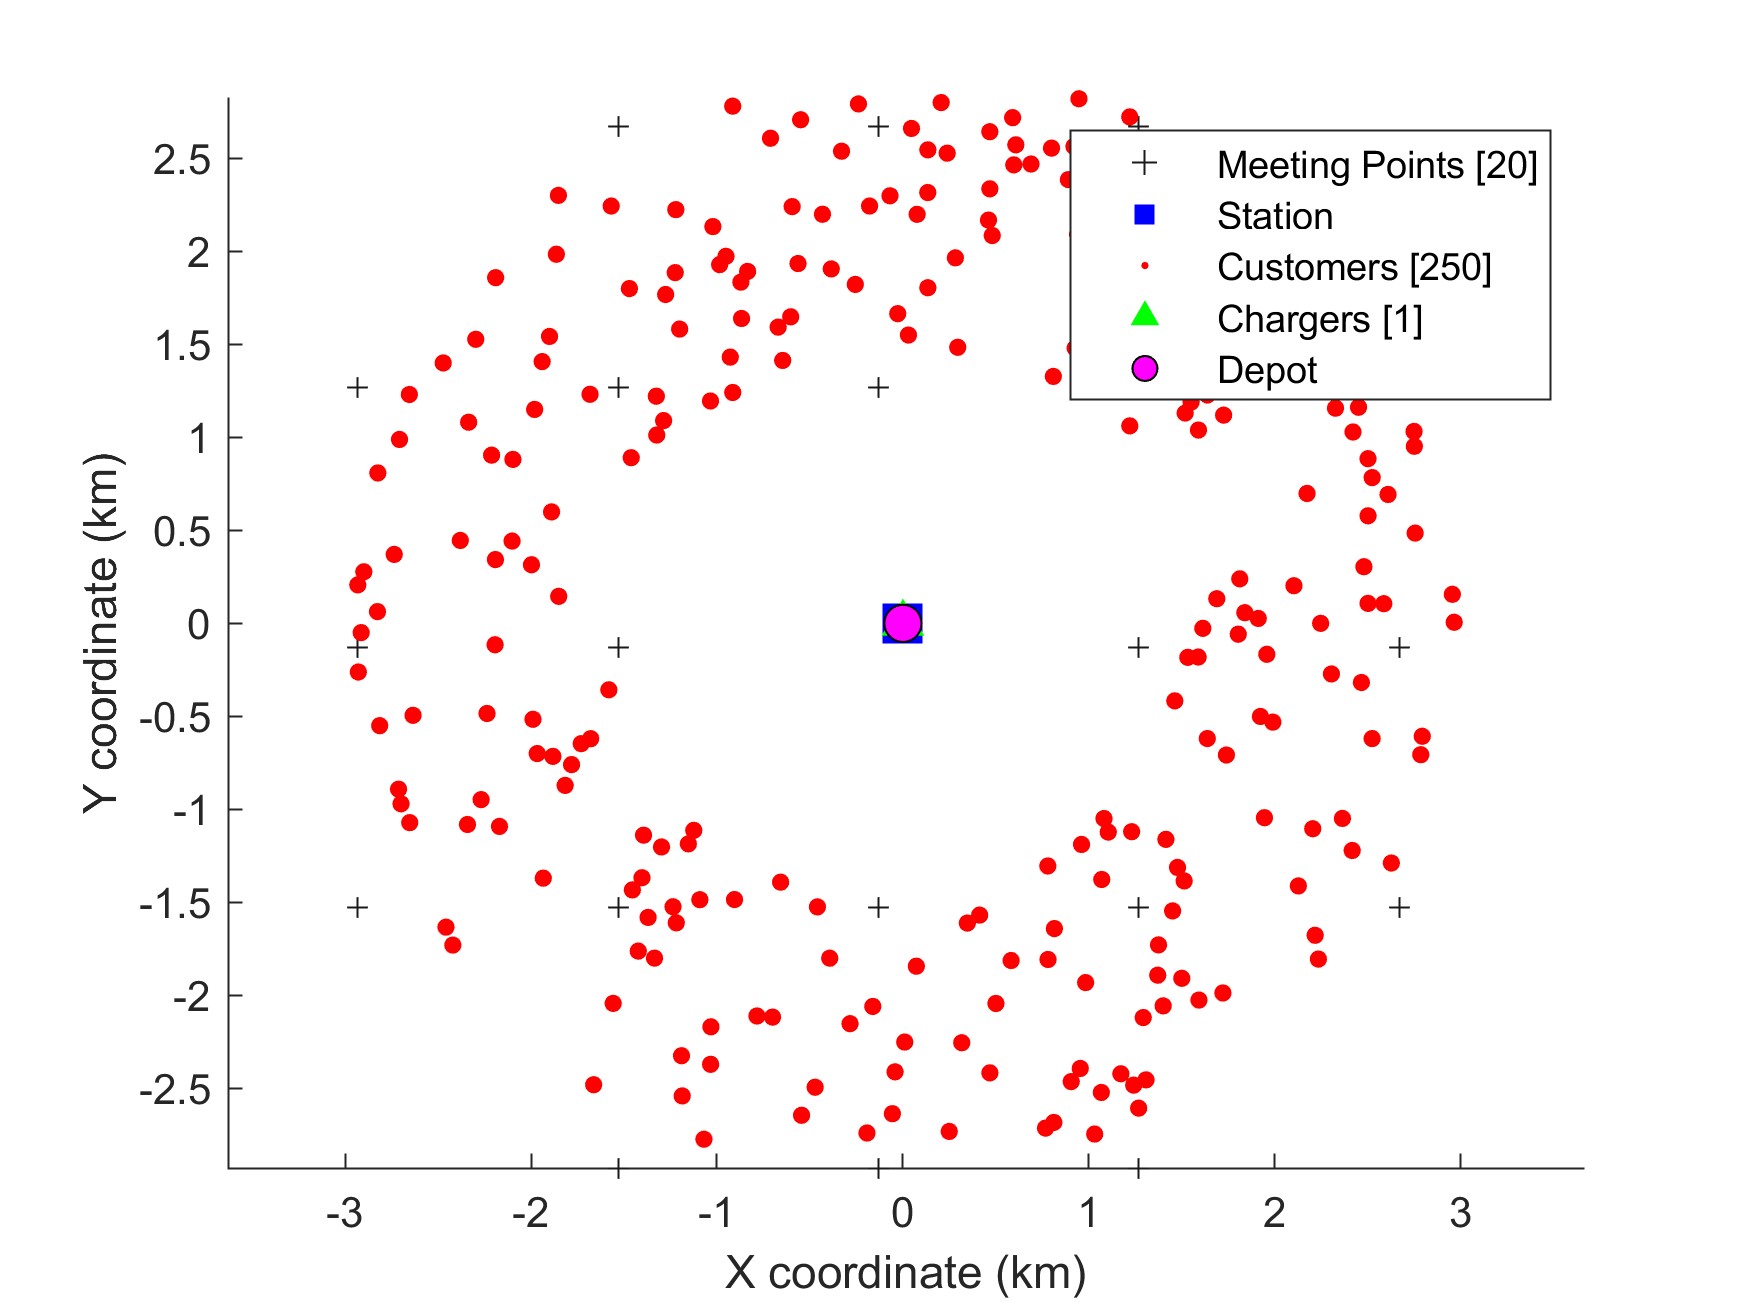 2.5
2
1.5
1
0.5
0
-0.5
-1
-1.5
-2
-2.5
Y coordinate (km)
Meeting Points [20]
Station
Customers [250]
Chargers [1]
Depot
-3 -2 -1 0 1 2 3
X coordinate (km)